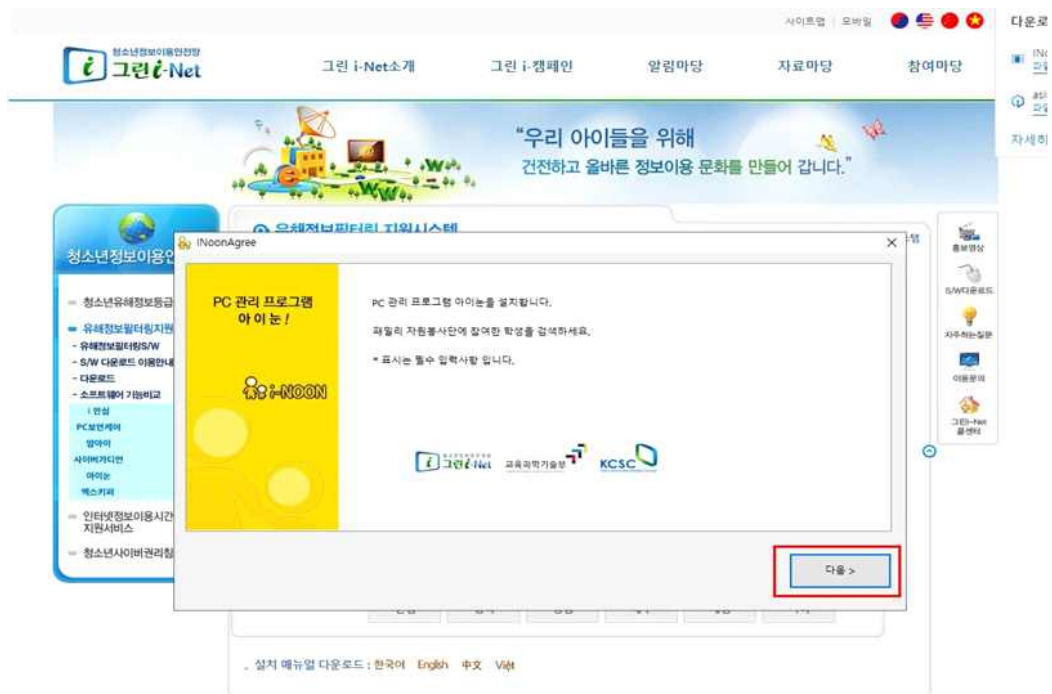 사이트맵 | 모바일
다운로
청소년정보이용안전망
그린 i-Net
그린 i-Net소개
그린 i-캠페인
알림마당
자료마당
참여마당
자세히
"우리 아이들을 위해
건전하고 올바른 정보이용 문화를 만들어 갑니다."
청소년정보이용안
유해정보필터링 지원시스템
청소년유해정보등급
유해정보필터링지원
- 유해정보필터링S/W
- S/W 다운로드 이용안내
- 다운로드
- 소프트웨어 기능비교
i 안심
PC보안케어
맘아이
사이버가디언
아이눈
엑스키퍼
인터넷정보이용시간
지원서비스
청소년사이버권리침
iNoonAgree
PC 관리 프로그램
아이눈!
i-NOON
PC 관리 프로그램 아이눈를 설치합니다.
패밀리 자원봉사단에 참여한 학생을 검색하세요.
* 표시는 필수 입력사항 입니다.
그린 i-Net
교육과학기술부
KCSC
다음 >
홍보영상
S/W다운로드
자주하는질문
이용문의
그린i-Net
콜센터
설치 매뉴얼 다운로드 : 한국어 English 中文 Việt